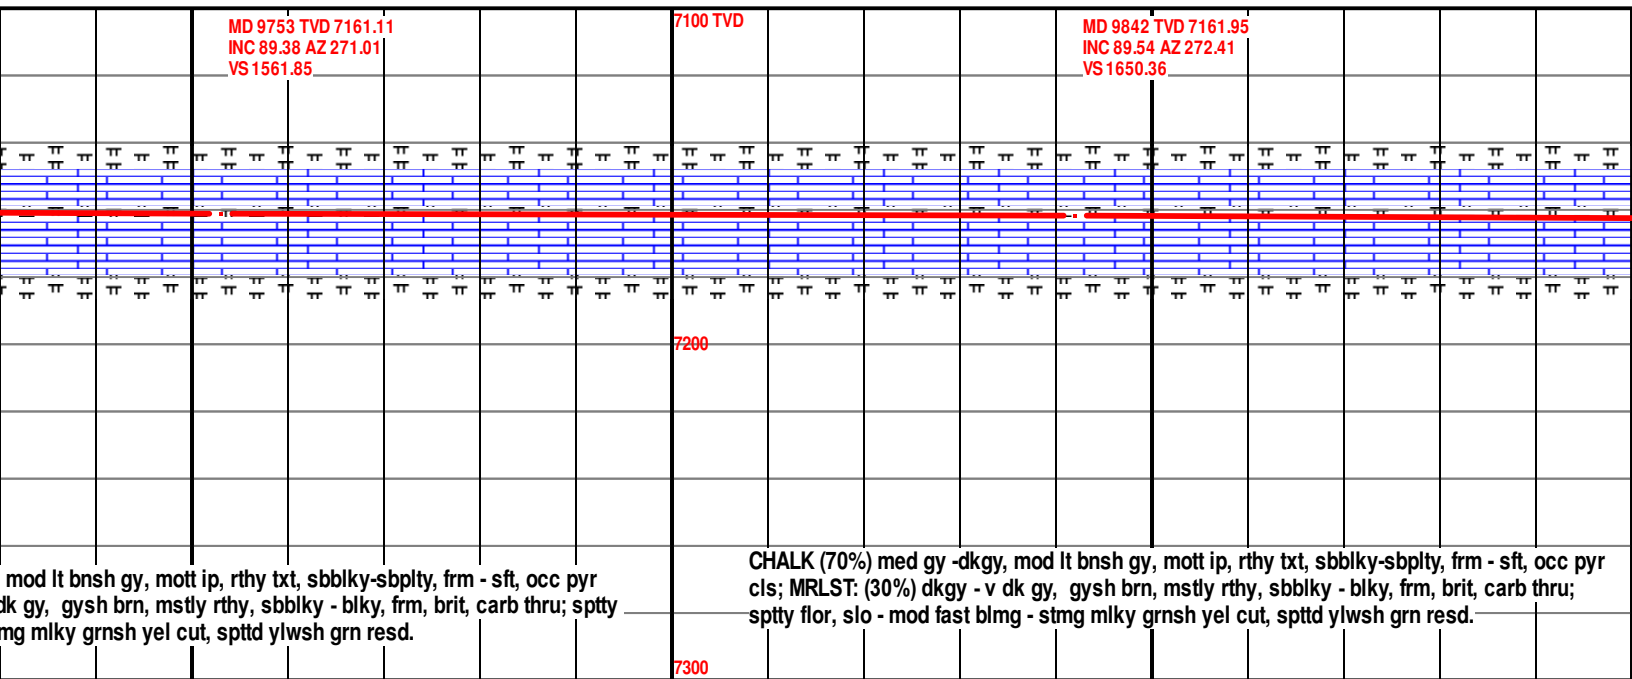 MD 9753 TVD 7161.11
INC 89.38 AZ 271.01
VS 1561.85
7100 TVD
MD 9842 TVD 7161.95
INC 89.54 AZ 272.41
VS 1650.36
7200
mod lt bnsh gy, mott ip, rthy txt, sbblky-sbplty, frm - sft, occ pyr
dk gy, gysh brn, mstly rthy, sbblky - blky, frm, brit, carb thru; sptty
mlky grnsh yel cut, spttd ylwsh grn resd.
CHALK (70%) med gy -dkgy, mod lt bnsh gy, mott ip, rthy txt, sbblky-sbplty, frm - sft, occ pyr
cls; MRLST: (30%) dkgy - v dk gy, gysh brn, mstly rthy, sbblky - blky, frm, brit, carb thru;
sptty flor, slo - mod fast blmg - stmg mlky grnsh yel cut, spttd ylwsh grn resd.
7300